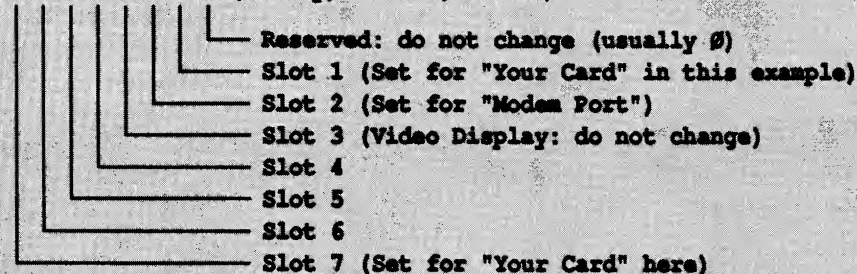 Reserved: do not change (usually Ø)
Slot 1 (Set for "Your Card" in this example)
Slot 2 (Set for "Modem Port")
Slot 3 (Video Display: do not change)
Slot 4
Slot 5
Slot 6
Slot 7 (Set for "Your Card" here)